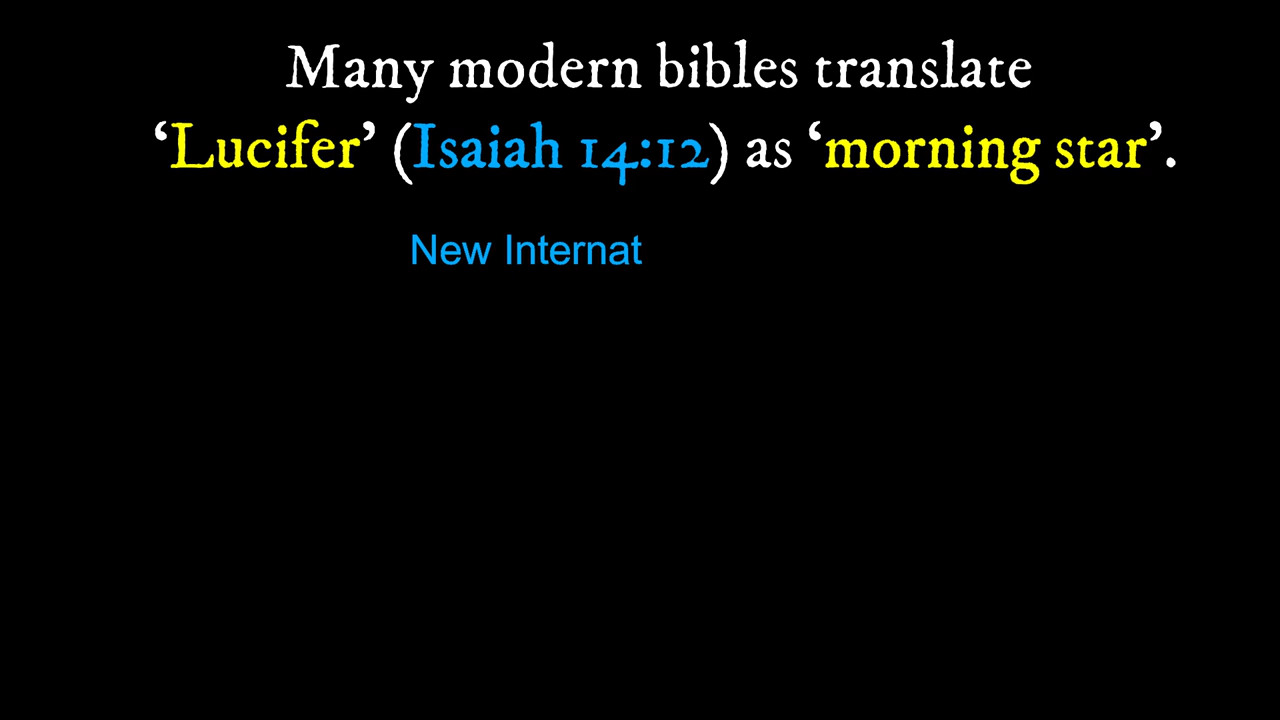 Many modern bibles translate
‘Lucifer’ (Isaiah 14:12) as ‘morning star’.
New Internat